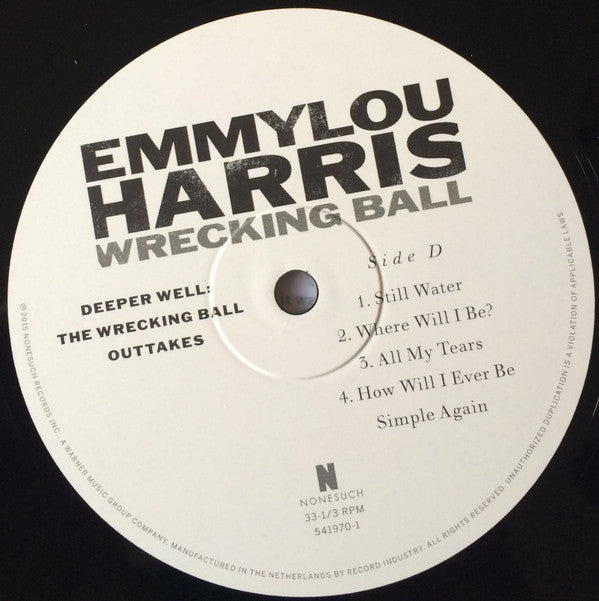 EMMYLOU
HARRIS
WRECKING BALL
DEEPER WELL:
THE WRECKING BALL
OUTTAKES
Side D
1. Still Water
2. Where Will I Be?
3. All My Tears
4. How Will I Ever Be
Simple Again
N
NONESUCH
33-1/3 RPM
541970-1
℗ 2015 NONESUCH RECORDS INC., A WARNER MUSIC GROUP COMPANY. MANUFACTURED IN THE NETHERLANDS BY RECORD INDUSTRY. ALL RIGHTS RESERVED. UNAUTHORIZED DUPLICATION IS A VIOLATION OF APPLICABLE LAWS.